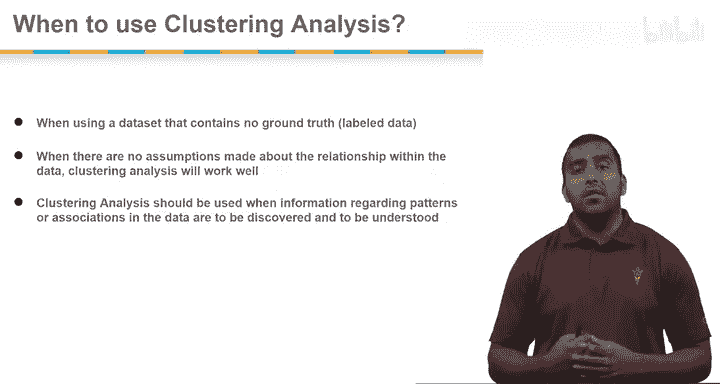 When to use Clustering Analysis?
● When using a dataset that contains no ground truth (labeled data)
● When there are no assumptions made about the relationship within the
data, clustering analysis will work well
● Clustering Analysis should be used when information regarding patterns
or associations in the data are to be discovered and to be understood
bilibili